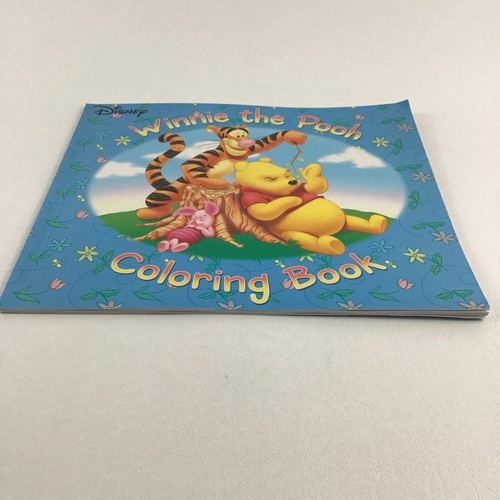 Disney
Winnie the Pooh
Coloring Book